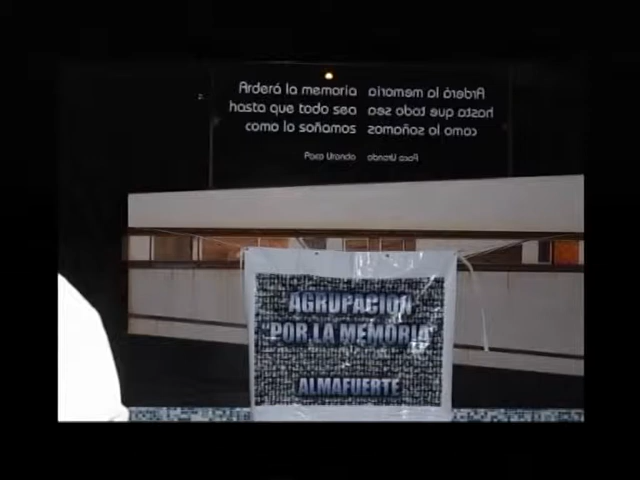 Arderá la memoria Arderá la memoria
hasta que todo sea hasta que todo sea
como lo soñamos como lo soñamos
Paco Urondo Paco Urondo
AGRUPACIÓN
"POR LA MEMORIA"
ALMAFUERTE